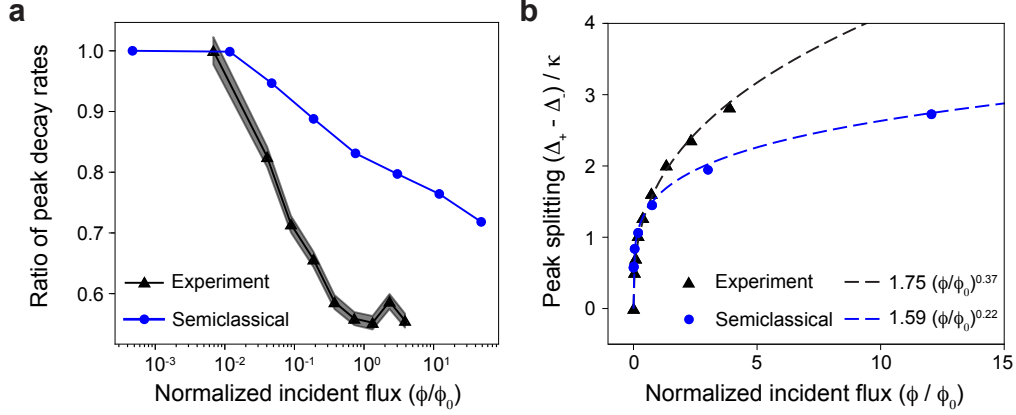 a
Ratio of peak decay rates
1.0
0.9
0.8
0.7
0.6
Experiment
Semiclassical
10⁻³
10⁻²
10⁻¹
10⁰
10¹
Normalized incident flux (ϕ/ϕ₀)
b
Peak splitting (Δ₊ - Δ₋) / κ
4
3
2
1
0
Experiment
1.75 (ϕ/ϕ₀)⁰·³⁷
Semiclassical
1.59 (ϕ/ϕ₀)⁰·²²
0
5
10
15
Normalized incident flux (ϕ / ϕ₀)